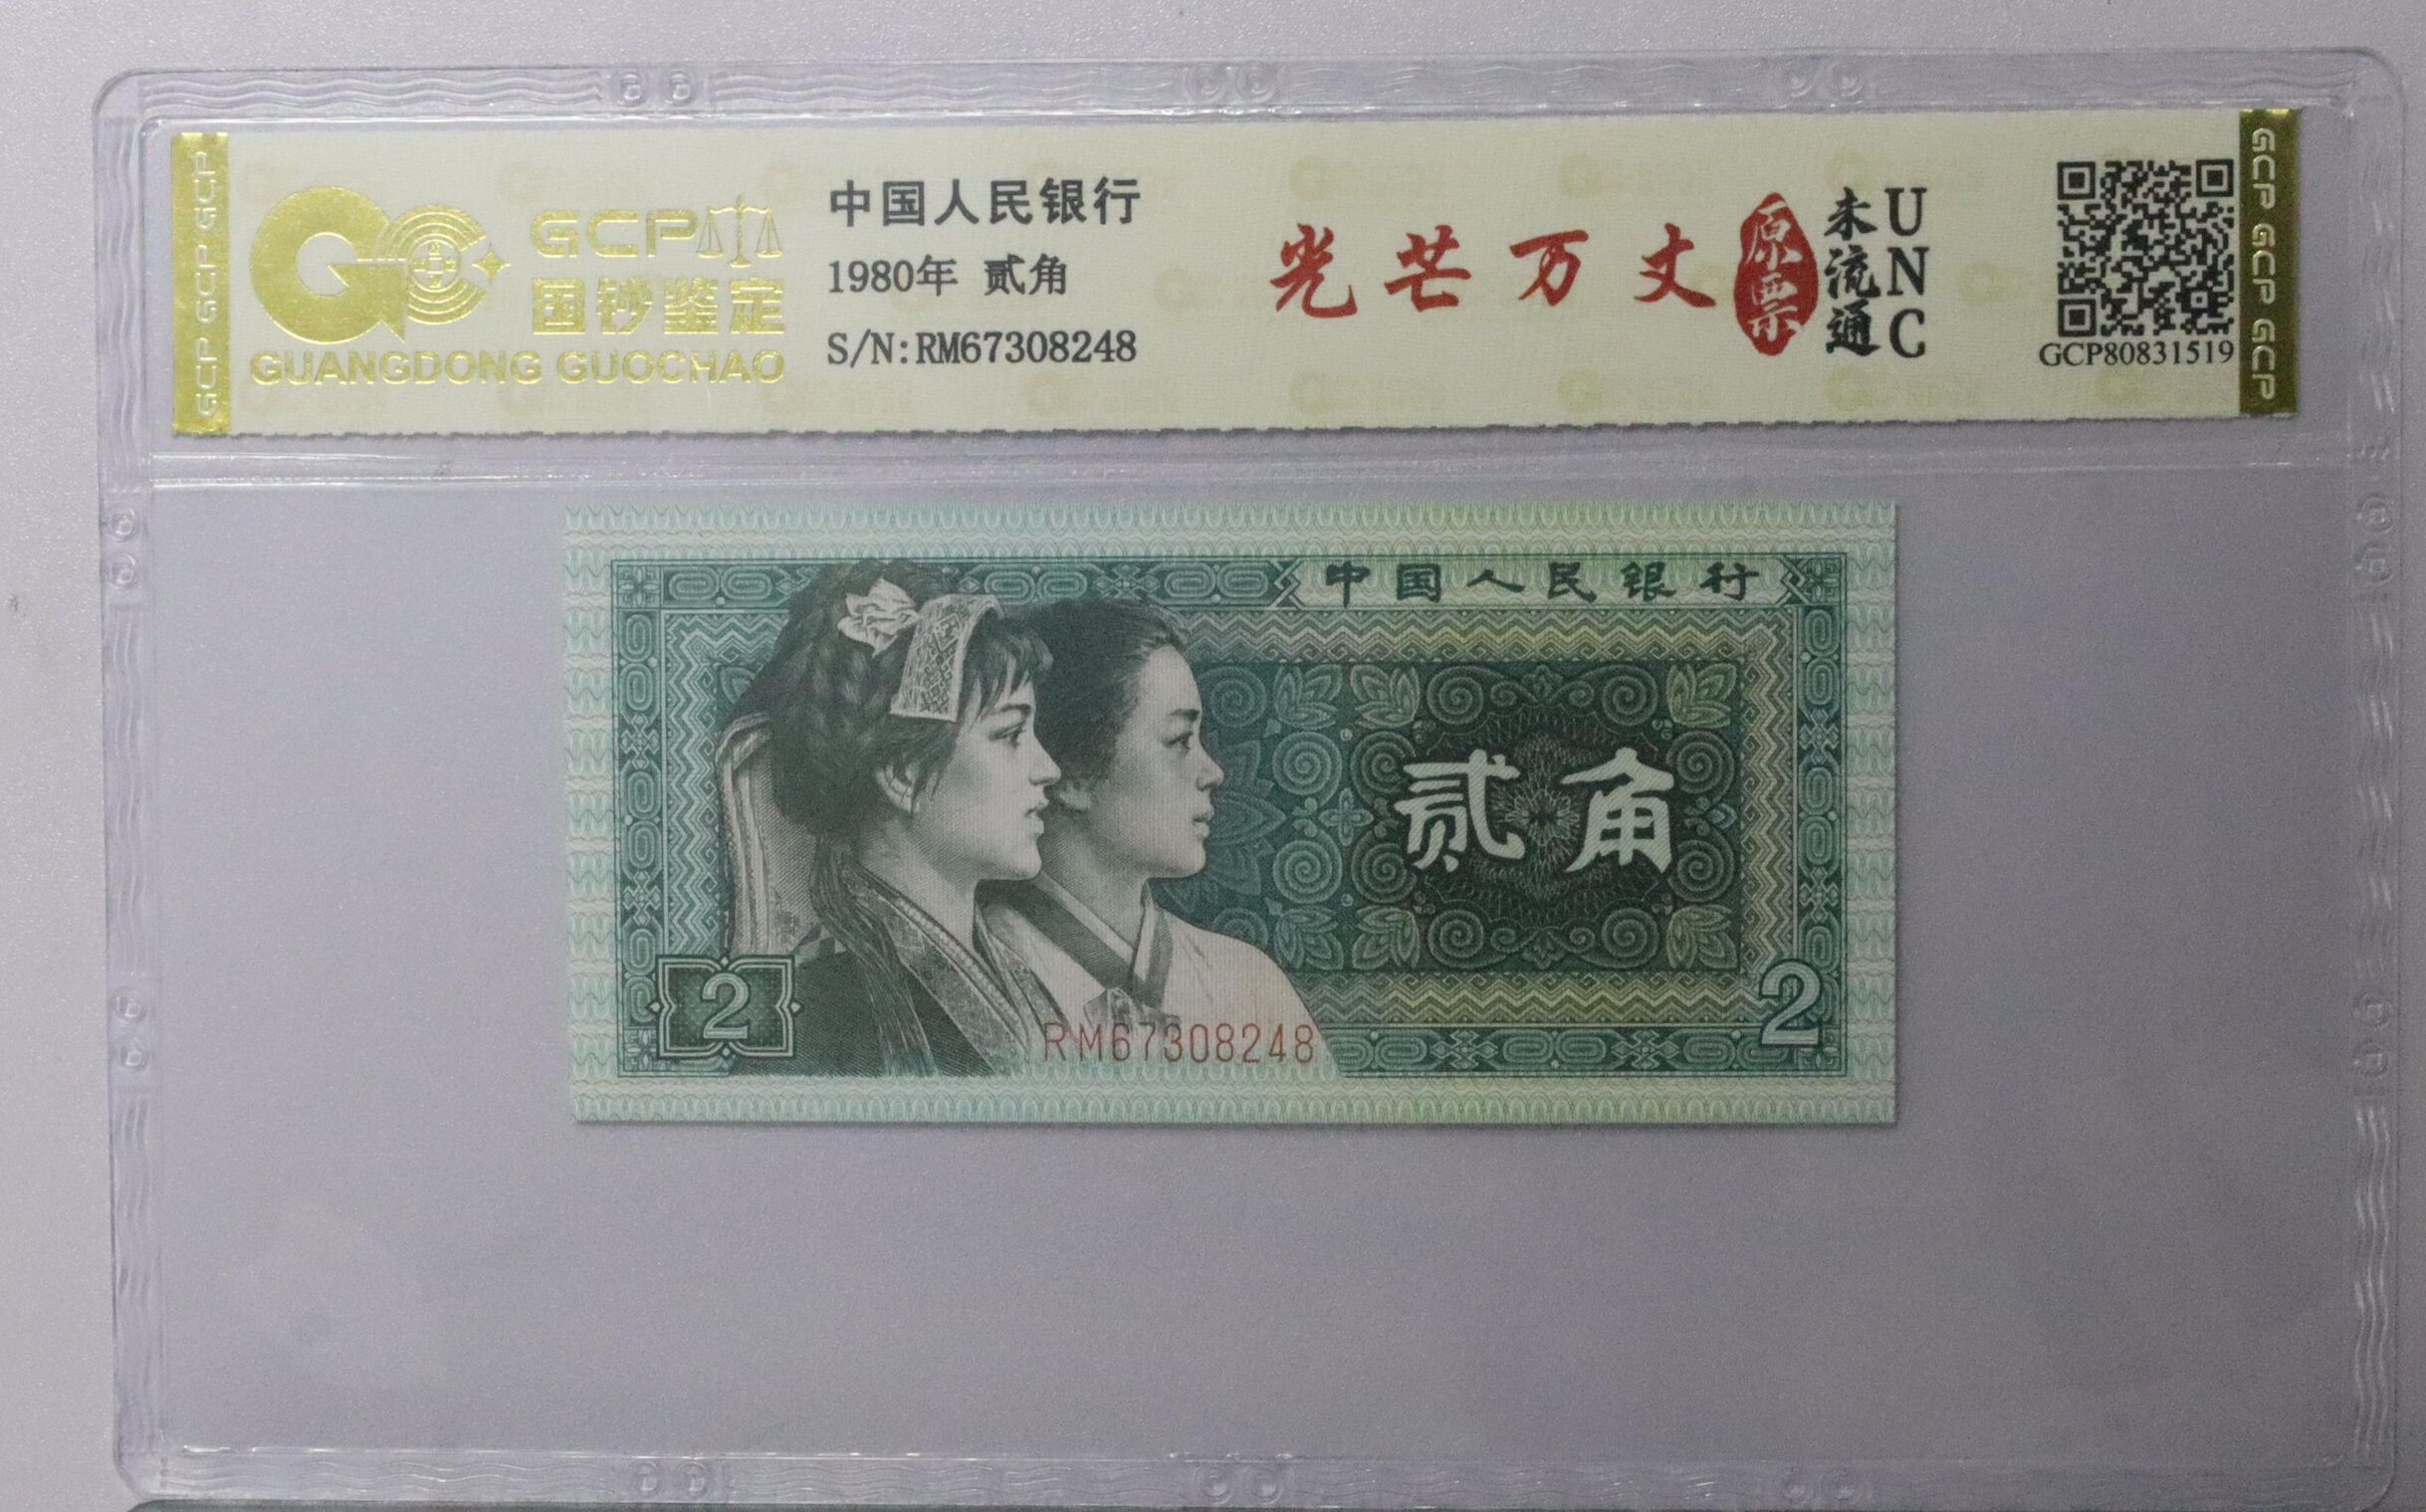 GCP GCP GCP
GCP
国钞鉴定
GUANGDONG GUOCHAO
中国人民银行
1980年 贰角
S/N:RM67308248
光芒万丈
原票
未流通
UNC
GCP80831519
GCP GCP GCP
中国人民银行
贰角
2
RM67308248
2